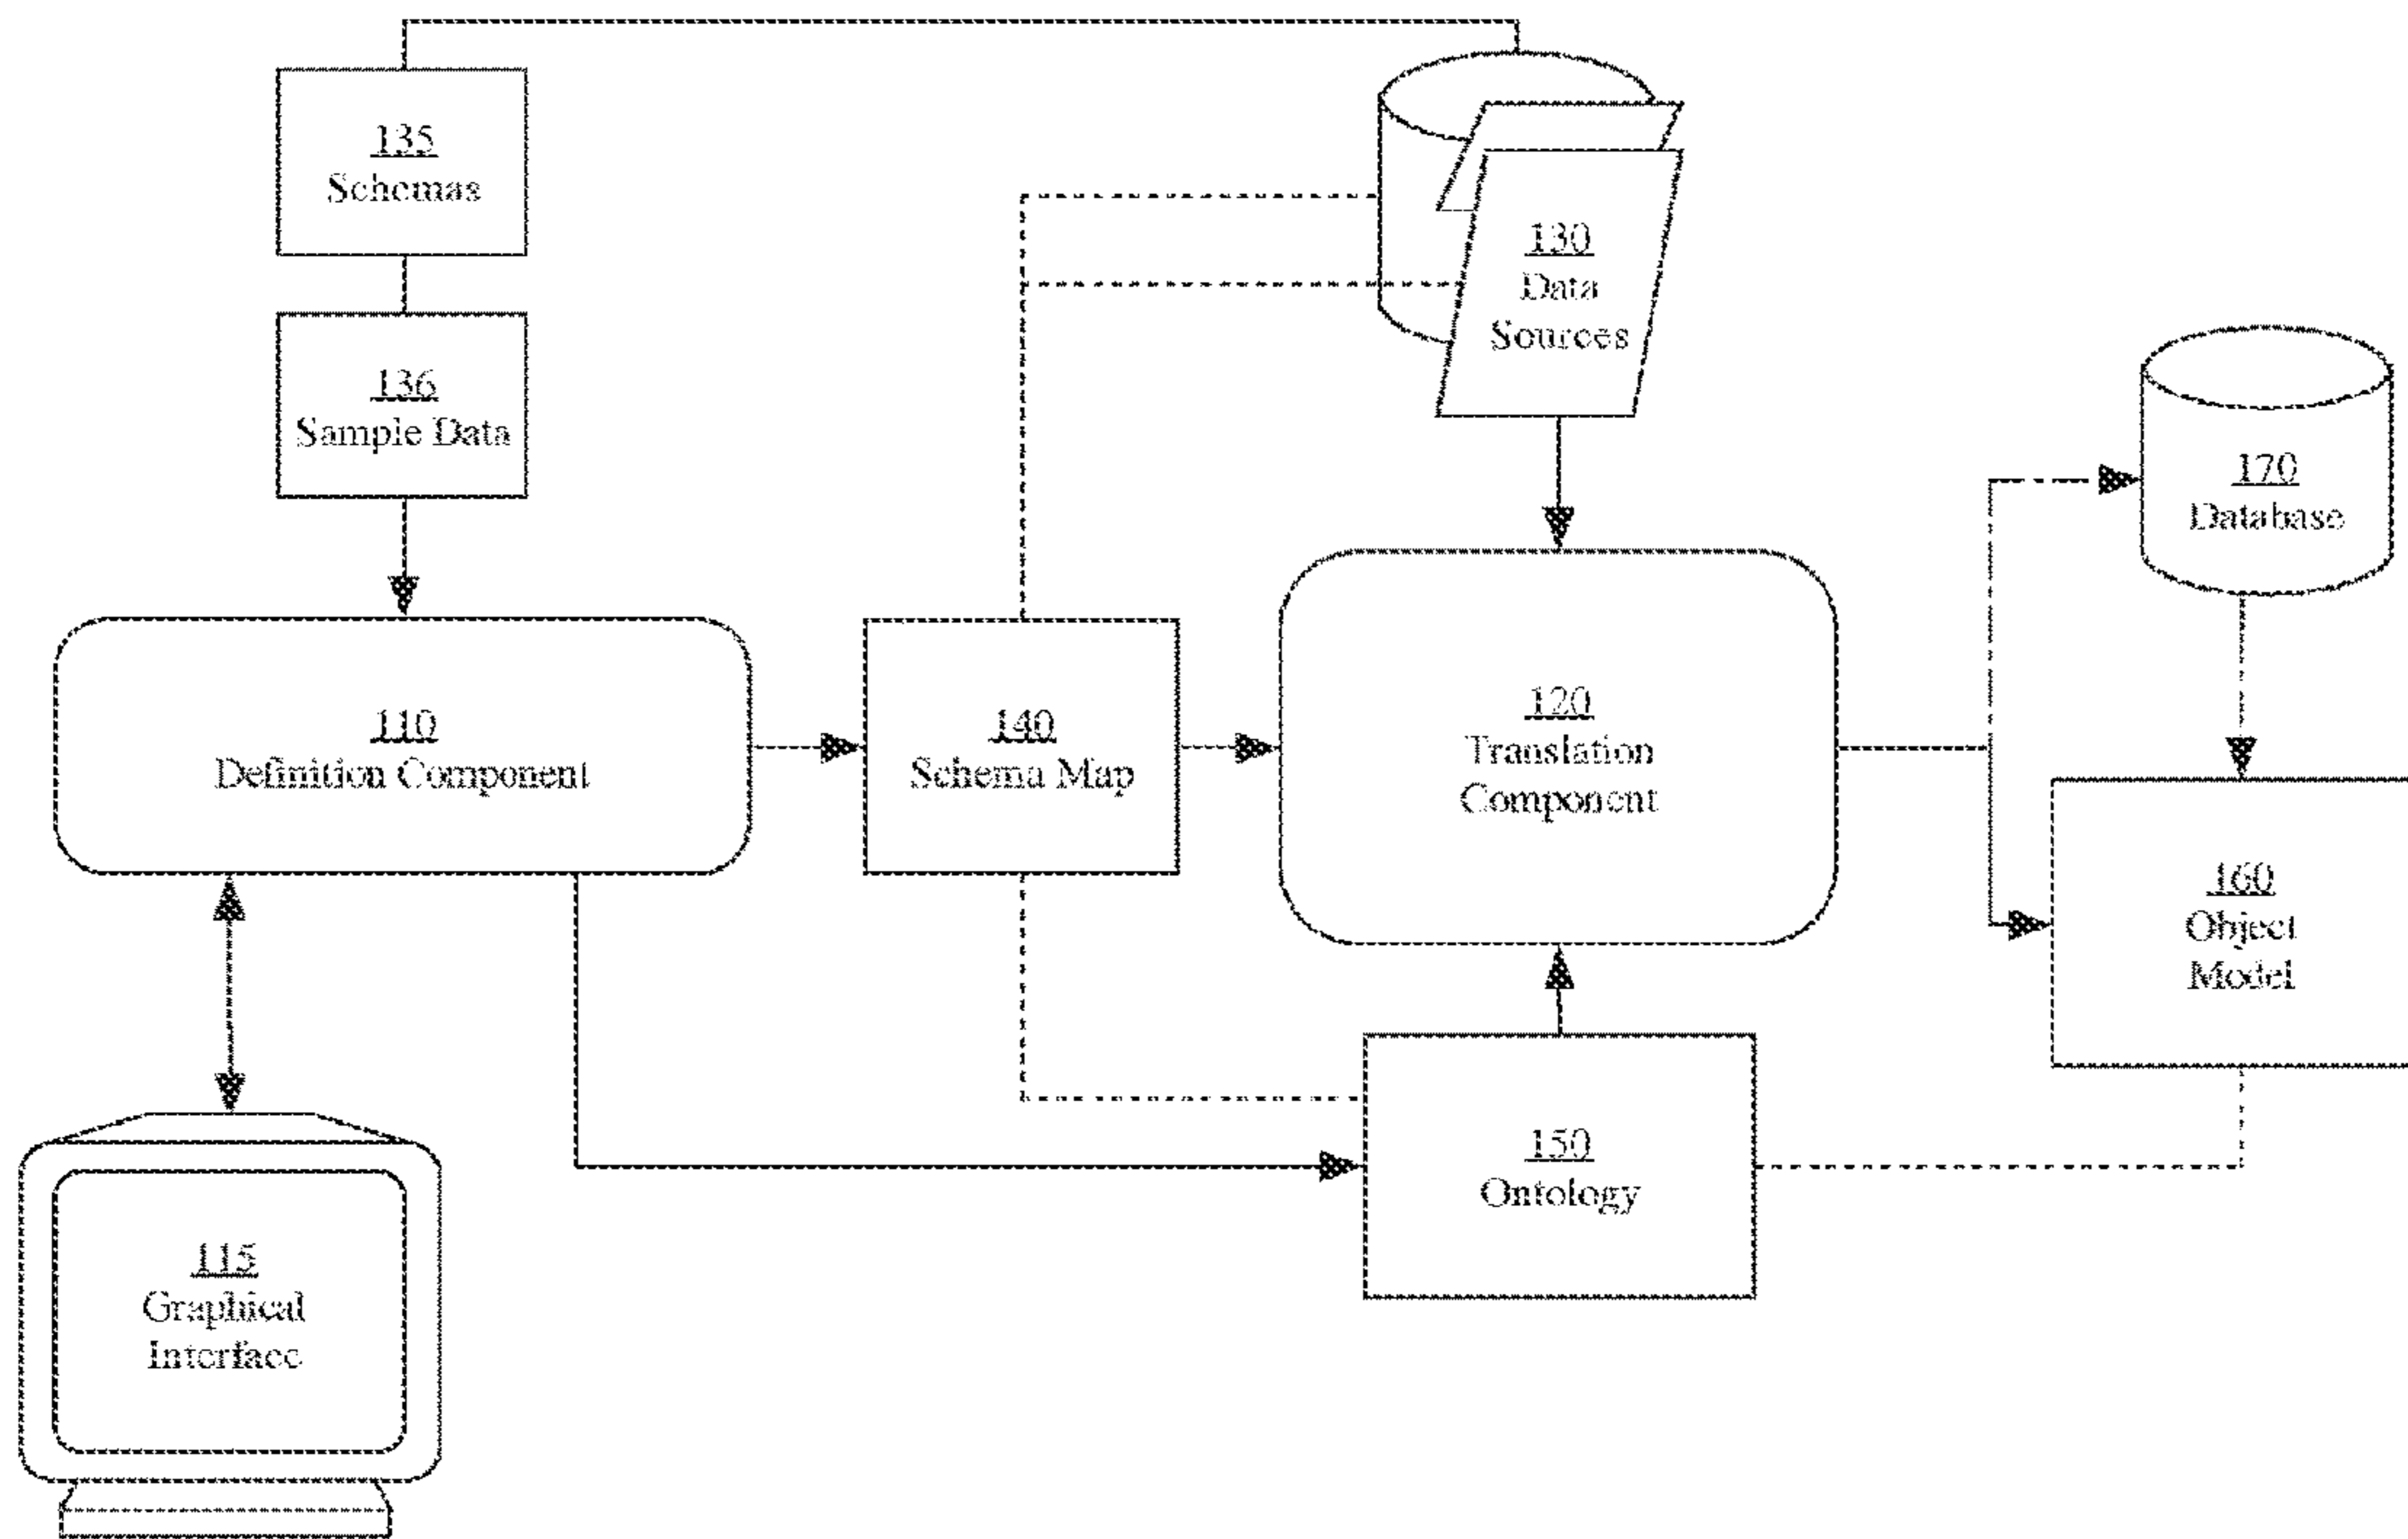 135
Schemas
130
Data
Sources
136
Sample Data
170
Database
110
Definition Component
140
Schema Map
120
Translation
Component
160
Object
Model
150
Ontology
115
Graphical
Interface